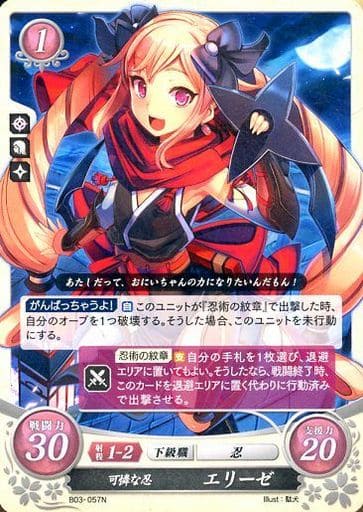 1
あたしだって、おにいちゃんの力になりたいんだもん！
がんばっちゃうよ！ 自 このユニットが『忍術の紋章』で出撃した時、
自分のオーブを1つ破壊する。そうした場合、このユニットを未行動
にする。
忍術の紋章 支 自分の手札を1枚選び、退避
エリアに置いてもよい。そうしたなら、戦闘終了時、
このカードを退避エリアに置く代わりに行動済み
で出撃させる。
戦闘力
30
射程
1-2
下級職
忍
支援力
20
可憐な忍 エリーゼ
B03-057N
Illust：駄犬